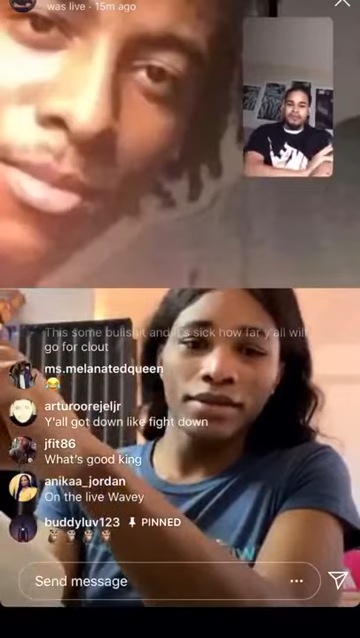 was live · 15m ago
This some bullshit and it's sick how far y'all will
go for clout
ms.melanatedqueen
😂
arturoorejeljr
Y'all got down like fight down
jfit86
What's good king
anikaa_jordan
On the live Wavey
buddyluv123 PINNED
Send message